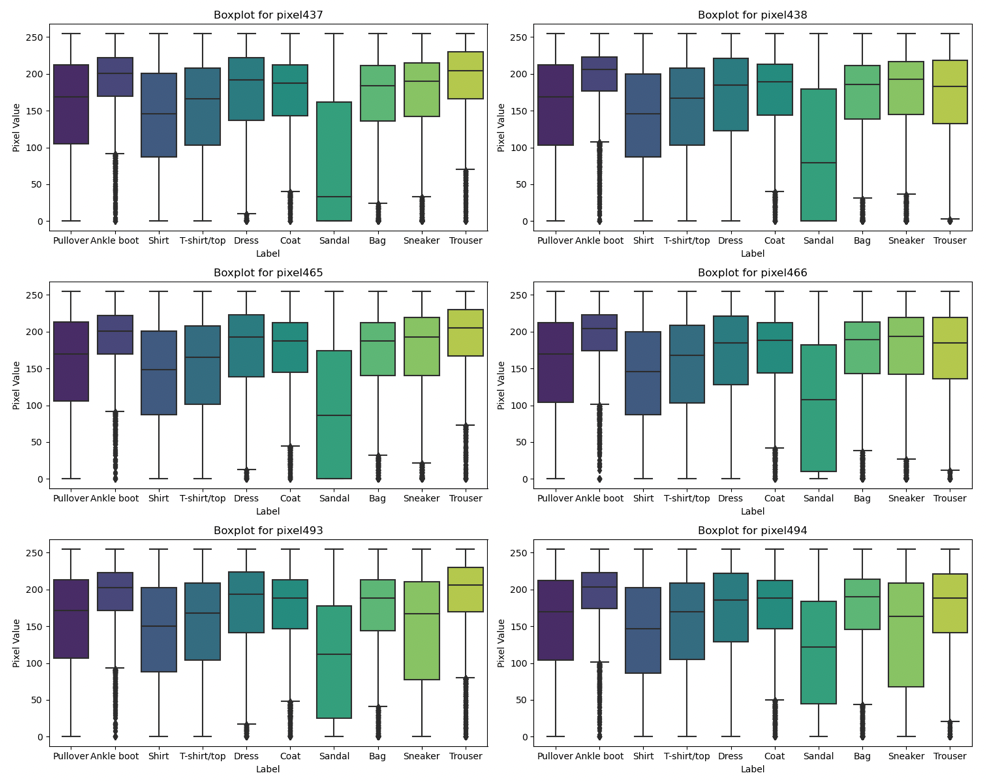 Boxplot for pixel437
Pixel Value
250
200
150
100
50
0
Pullover Ankle boot Shirt T-shirt/top Dress Coat Sandal Bag Sneaker Trouser
Label
Boxplot for pixel438
Pixel Value
250
200
150
100
50
0
Pullover Ankle boot Shirt T-shirt/top Dress Coat Sandal Bag Sneaker Trouser
Label
Boxplot for pixel465
Pixel Value
250
200
150
100
50
0
Pullover Ankle boot Shirt T-shirt/top Dress Coat Sandal Bag Sneaker Trouser
Label
Boxplot for pixel466
Pixel Value
250
200
150
100
50
0
Pullover Ankle boot Shirt T-shirt/top Dress Coat Sandal Bag Sneaker Trouser
Label
Boxplot for pixel493
Pixel Value
250
200
150
100
50
0
Pullover Ankle boot Shirt T-shirt/top Dress Coat Sandal Bag Sneaker Trouser
Label
Boxplot for pixel494
Pixel Value
250
200
150
100
50
0
Pullover Ankle boot Shirt T-shirt/top Dress Coat Sandal Bag Sneaker Trouser
Label